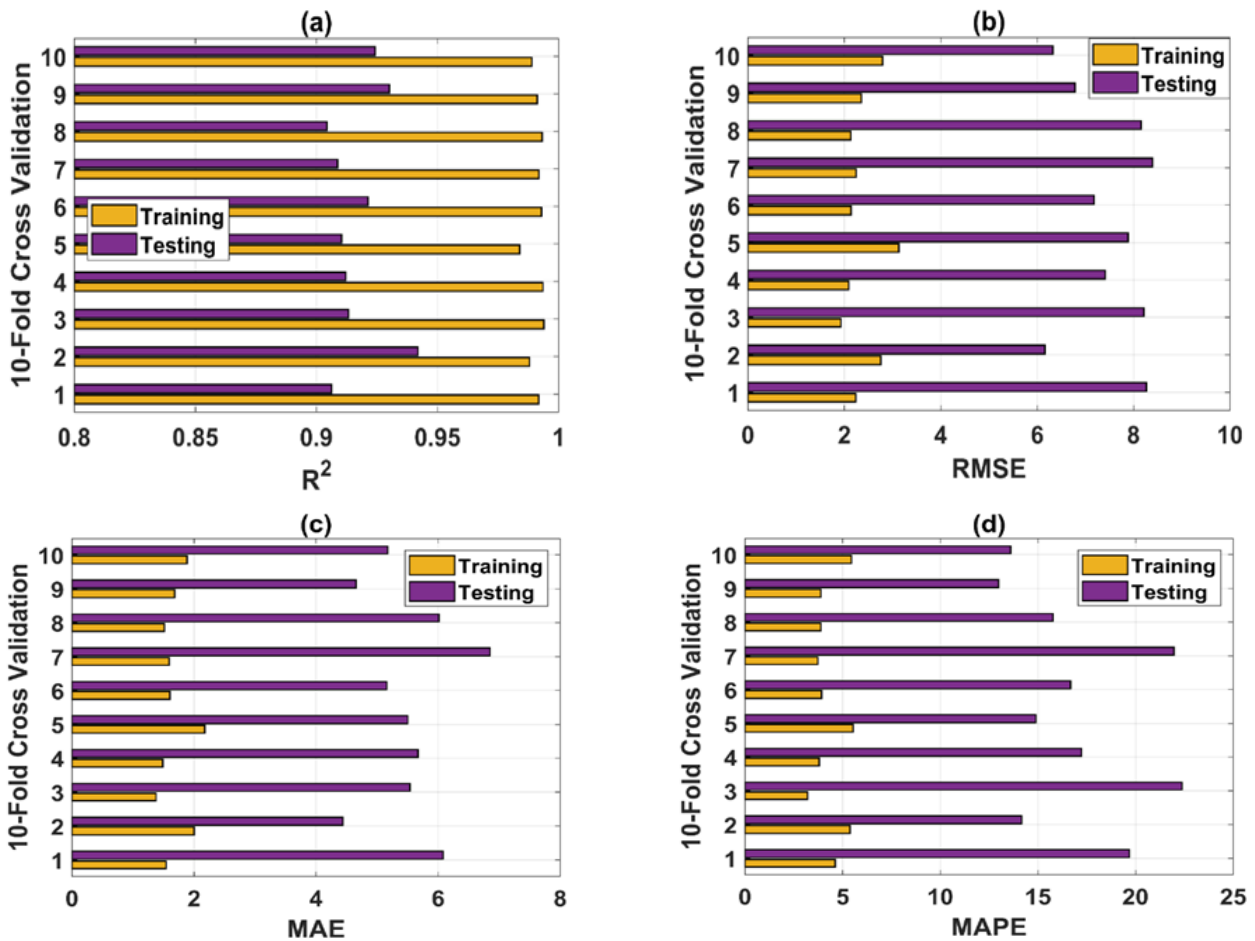 (a)
10-Fold Cross Validation
10
9
8
7
6
5
4
3
2
1
Training
Testing
0.8 0.85 0.9 0.95 1
R²
(b)
10-Fold Cross Validation
10
9
8
7
6
5
4
3
2
1
Training
Testing
0 2 4 6 8 10
RMSE
(c)
10-Fold Cross Validation
10
9
8
7
6
5
4
3
2
1
Training
Testing
0 2 4 6 8
MAE
(d)
10-Fold Cross Validation
10
9
8
7
6
5
4
3
2
1
Training
Testing
0 5 10 15 20 25
MAPE